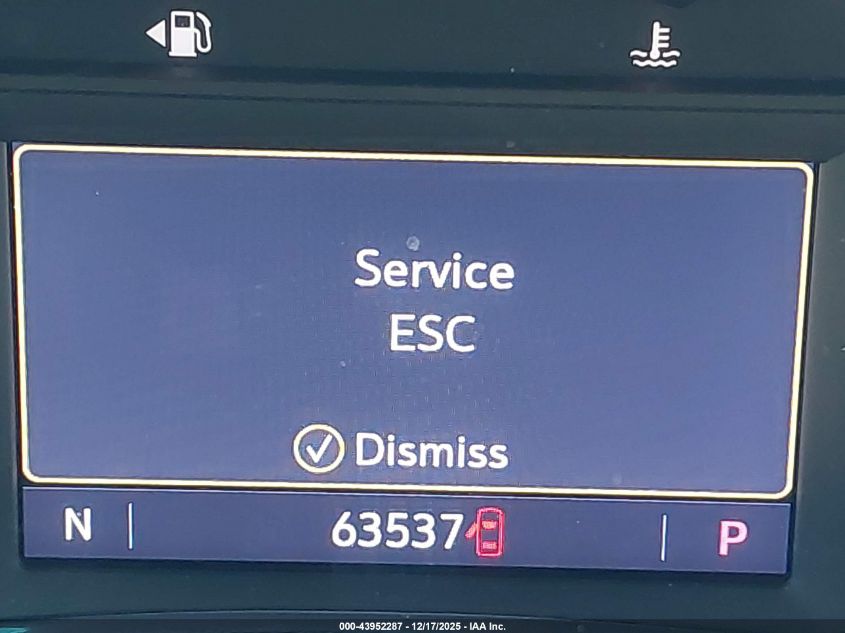 Service
ESC
Dismiss
N 63537 P
000-43952287 - 12/17/2025 - IAA Inc.